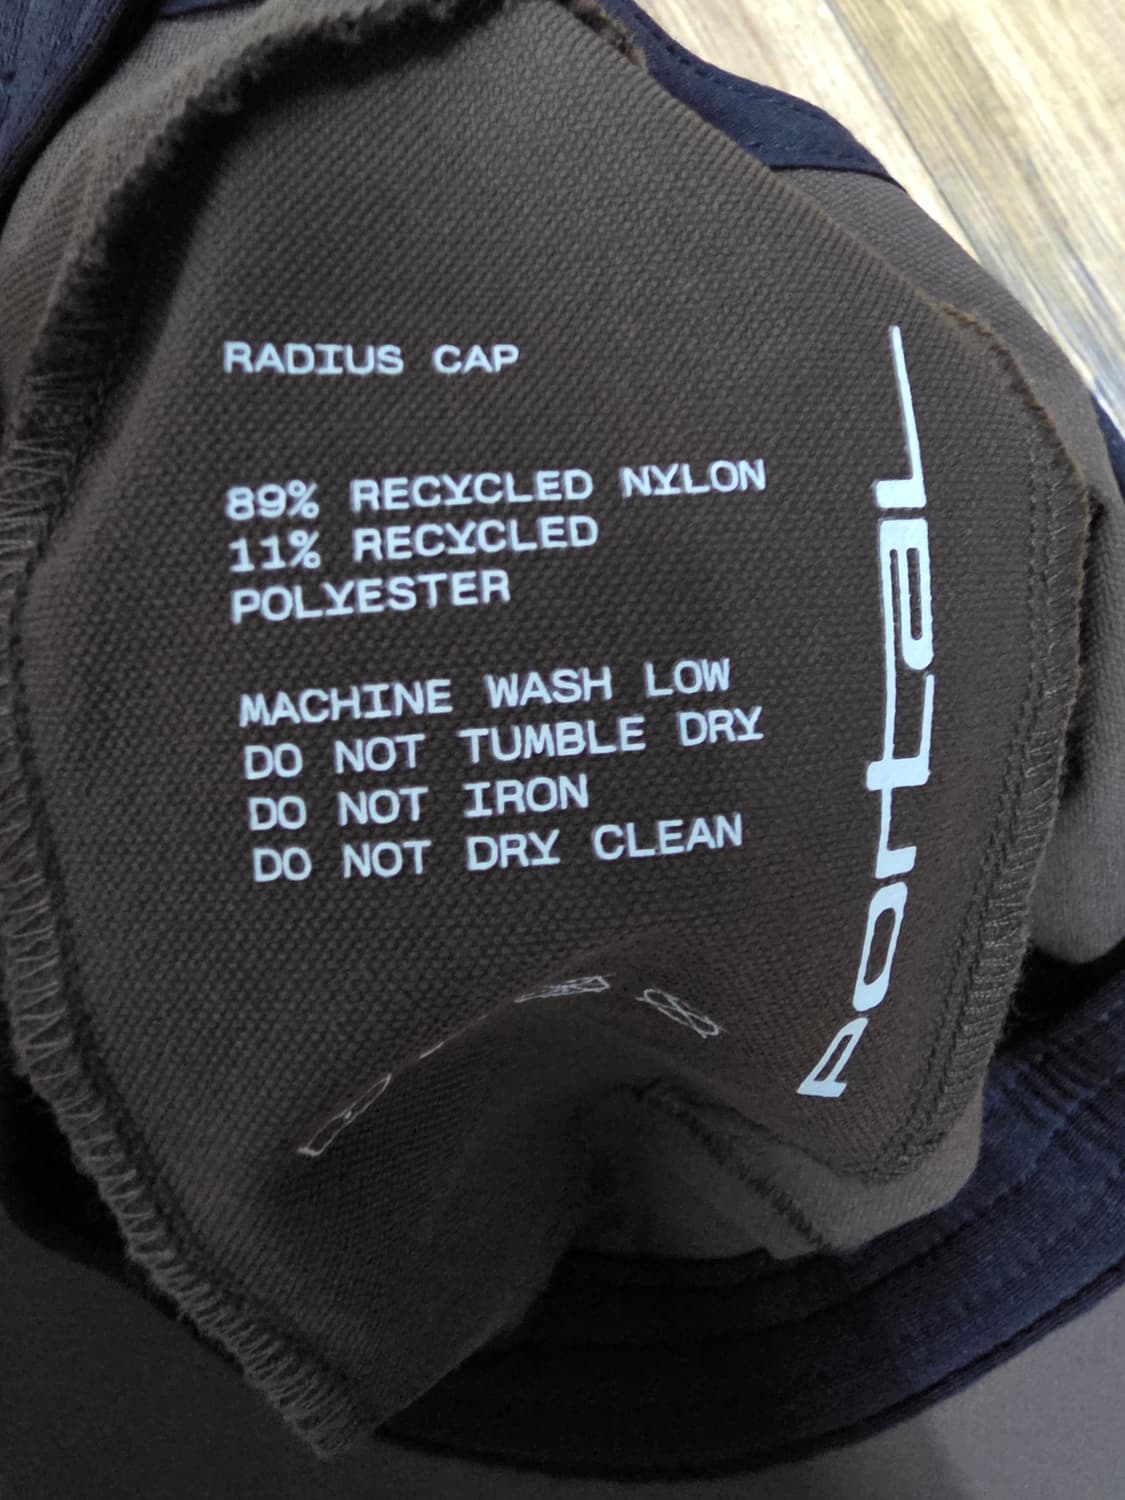 RADIUS CAP
89% RECYCLED NYLON
11% RECYCLED
POLYESTER
MACHINE WASH LOW
DO NOT TUMBLE DRY
DO NOT IRON
DO NOT DRY CLEAN
Portal